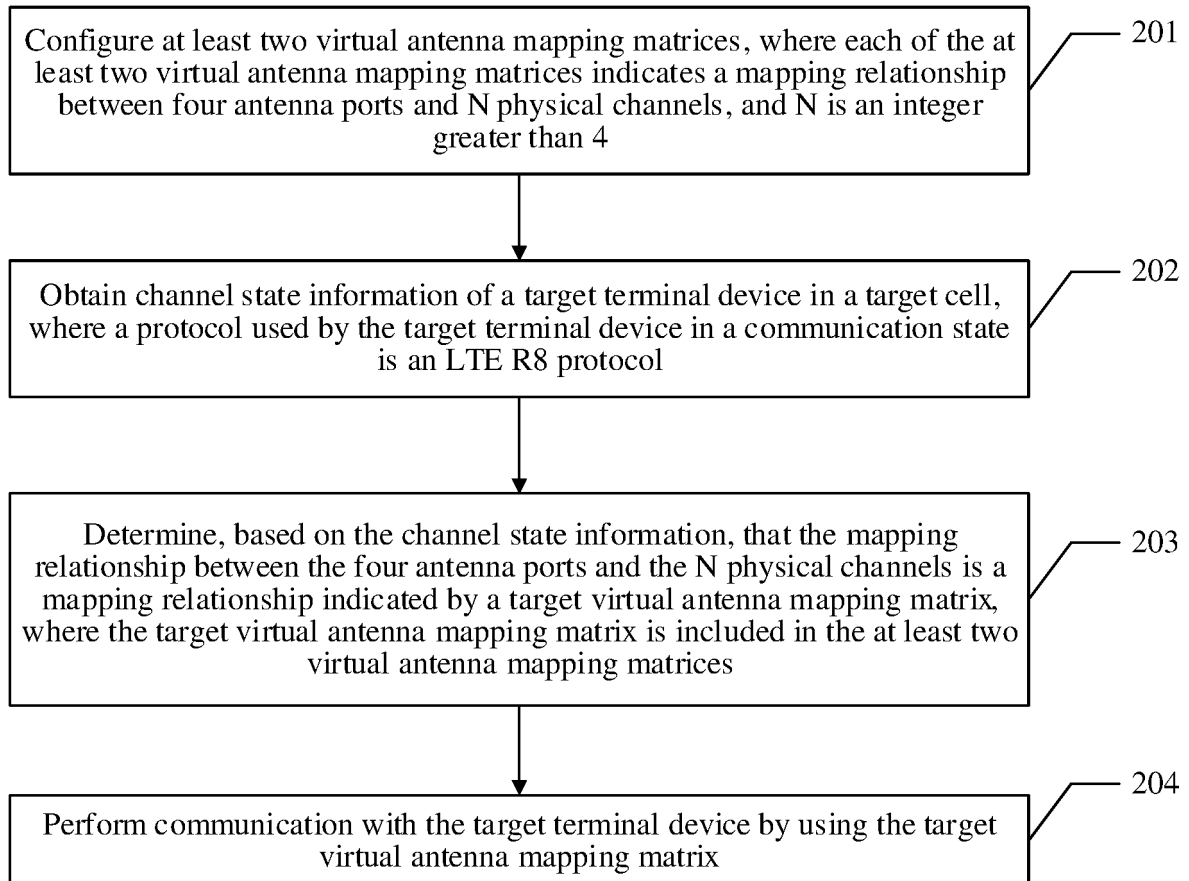 Configure at least two virtual antenna mapping matrices, where each of the at
least two virtual antenna mapping matrices indicates a mapping relationship
between four antenna ports and N physical channels, and N is an integer
greater than 4
201
Obtain channel state information of a target terminal device in a target cell,
where a protocol used by the target terminal device in a communication state
is an LTE R8 protocol
202
Determine, based on the channel state information, that the mapping
relationship between the four antenna ports and the N physical channels is a
mapping relationship indicated by a target virtual antenna mapping matrix,
where the target virtual antenna mapping matrix is included in the at least two
virtual antenna mapping matrices
203
Perform communication with the target terminal device by using the target
virtual antenna mapping matrix
204